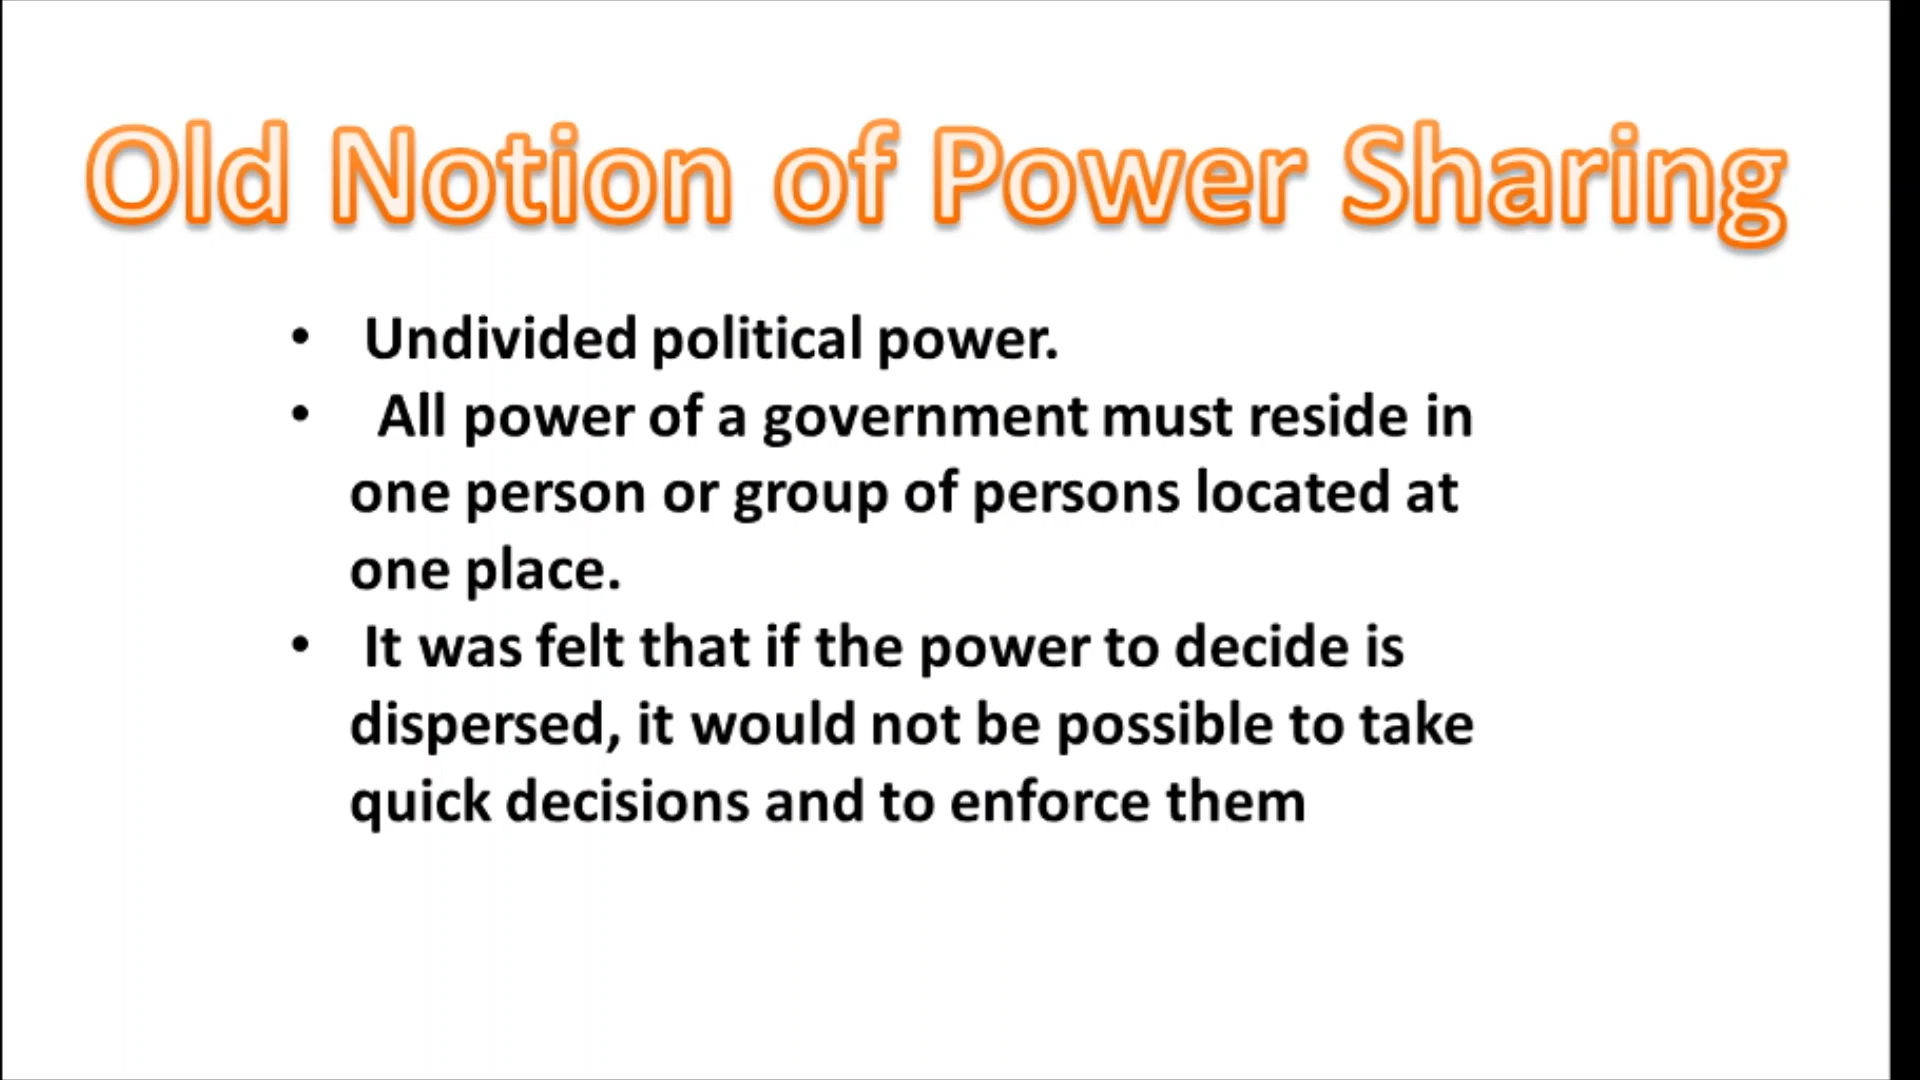 Old Notion of Power Sharing
• Undivided political power.
• All power of a government must reside in
one person or group of persons located at
one place.
• It was felt that if the power to decide is
dispersed, it would not be possible to take
quick decisions and to enforce them